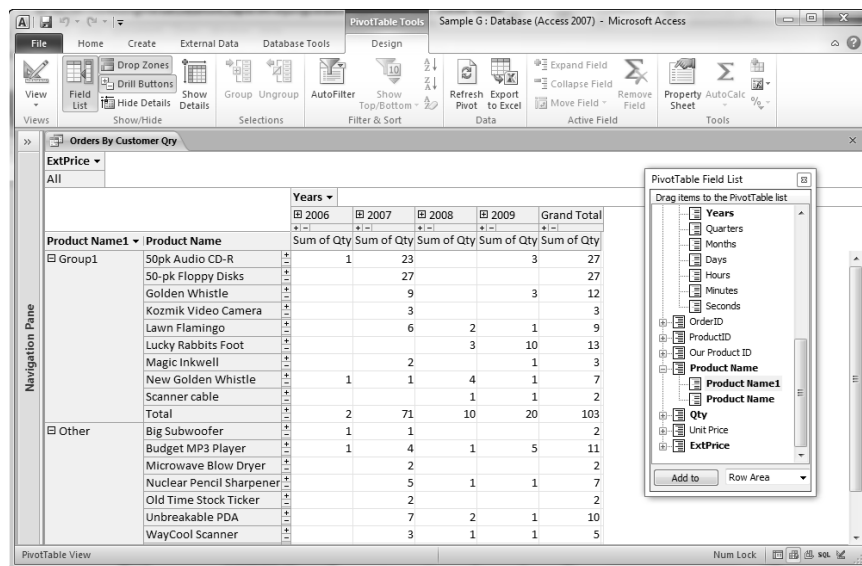 PivotTable Tools
Sample G : Database (Access 2007) - Microsoft Access
File Home Create External Data Database Tools Design
View
Views
Field List
Drop Zones
Drill Buttons
Hide Details
Show Details
Show/Hide
Group Ungroup
Selections
AutoFilter
Show Top/Bottom
Filter & Sort
Refresh Pivot
Export to Excel
Data
Expand Field
Collapse Field
Move Field
Remove Field
Active Field
Property Sheet
AutoCalc
Tools
Orders By Customer Qry
Navigation Pane
ExtPrice
All
Years
2006 2007 2008 2009 Grand Total
Product Name1 Product Name Sum of Qty Sum of Qty Sum of Qty Sum of Qty Sum of Qty
Group1 50pk Audio CD-R 1 23 3 27
50-pk Floppy Disks 27 27
Golden Whistle 9 3 12
Kozmik Video Camera 3 3
Lawn Flamingo 6 2 1 9
Lucky Rabbits Foot 3 10 13
Magic Inkwell 2 1 3
New Golden Whistle 1 1 4 1 7
Scanner cable 1 1 2
Total 2 71 10 20 103
Other Big Subwoofer 1 1 2
Budget MP3 Player 1 4 1 5 11
Microwave Blow Dryer 2 2
Nuclear Pencil Sharpener 5 1 1 7
Old Time Stock Ticker 2 2
Unbreakable PDA 7 2 1 10
WayCool Scanner 3 1 1 5
PivotTable Field List
Drag items to the PivotTable list
Years
Quarters
Months
Days
Hours
Minutes
Seconds
OrderID
ProductID
Our Product ID
Product Name
Product Name1
Product Name
Qty
Unit Price
ExtPrice
Add to Row Area
PivotTable View
Num Lock
SQL